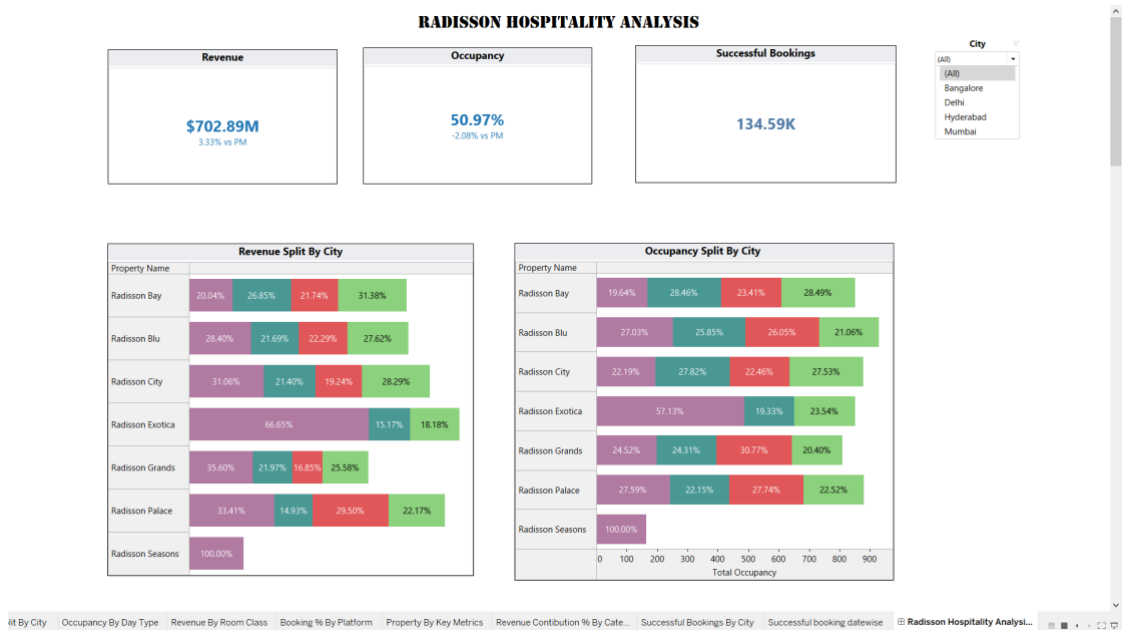 RADISSON HOSPITALITY ANALYSIS
Revenue
$702.89M
3.33% vs PM
Occupancy
50.97%
-2.08% vs PM
Successful Bookings
134.59K
City
(All)
(All)
Bangalore
Delhi
Hyderabad
Mumbai
Revenue Split By City
Property Name
Radisson Bay 20.04% 26.85% 21.74% 31.38%
Radisson Blu 28.40% 21.69% 22.29% 27.62%
Radisson City 31.06% 21.40% 19.24% 28.29%
Radisson Exotica 66.65% 15.17% 18.18%
Radisson Grands 35.60% 21.97% 16.85% 25.58%
Radisson Palace 33.41% 14.93% 29.50% 22.17%
Radisson Seasons 100.00%
Occupancy Split By City
Property Name
Radisson Bay 19.64% 28.46% 23.41% 28.49%
Radisson Blu 27.03% 25.85% 26.05% 21.06%
Radisson City 22.19% 27.82% 22.46% 27.53%
Radisson Exotica 57.13% 19.33% 23.54%
Radisson Grands 24.52% 24.31% 30.77% 20.40%
Radisson Palace 27.59% 22.15% 27.74% 22.52%
Radisson Seasons 100.00%
0 100 200 300 400 500 600 700 800 900
Total Occupancy
lit By City Occupancy By Day Type Revenue By Room Class Booking % By Platform Property By Key Metrics Revenue Contibution % By Cate... Successful Bookings By City Successful booking datewise Radisson Hospitality Analysi...